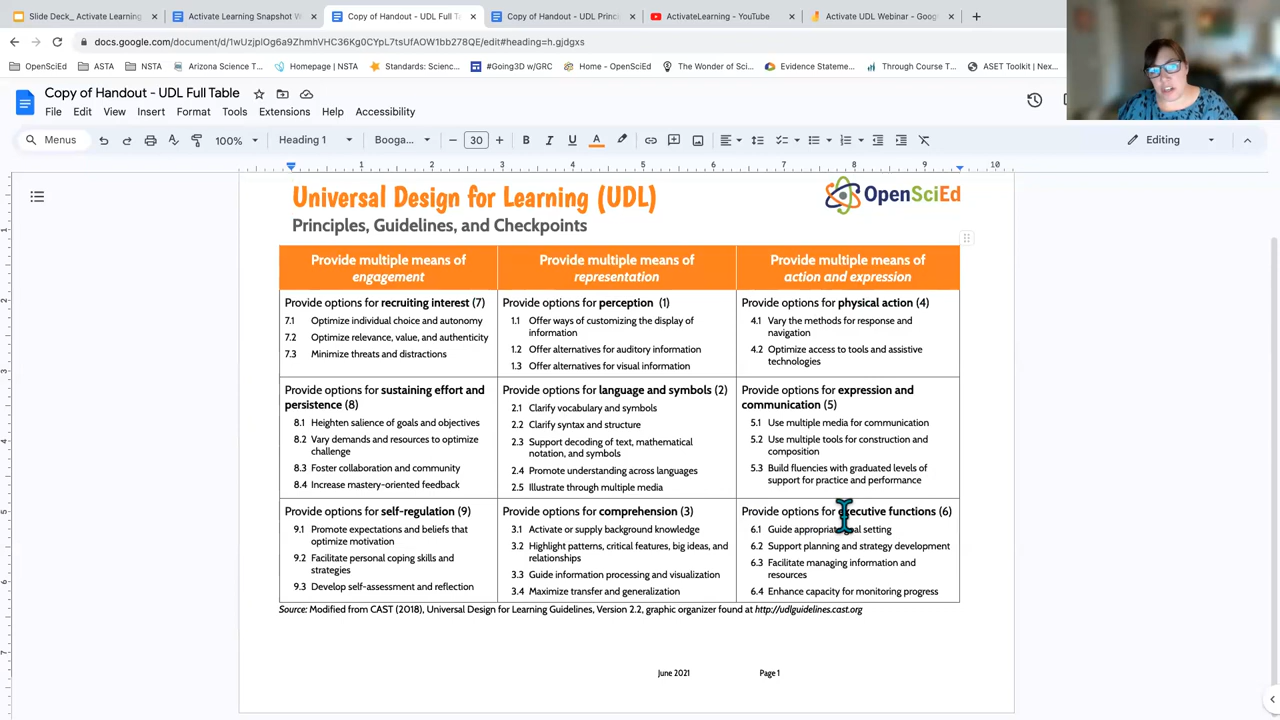 Slide Deck_ Activate Learning
Activate Learning Snapshot W
Copy of Handout - UDL Full T
Copy of Handout - UDL Princ
ActivateLearning - YouTube
Activate UDL Webinar - Goog
docs.google.com/document/d/1wUzjplOg6a9ZhmhVHC36Kg0CYpL7tsUfAOW1bb278QE/edit#heading=h.gjdgxs
OpenSciEd
ASTA
NSTA
Arizona Science T...
Homepage | NSTA
Standards: Scienc...
#Going3D w/GRC
Home - OpenSciEd
The Wonder of Sci...
Evidence Stateme...
Through Course T...
ASET Toolkit | Nex...
Copy of Handout - UDL Full Table
File Edit View Insert Format Tools Extensions Help Accessibility
Menus 100% Heading 1 Booga... 30 Editing
1 2 3 4 5 6 7 8 9 10
Universal Design for Learning (UDL)
OpenSciEd
Principles, Guidelines, and Checkpoints
Provide multiple means of
engagement
Provide multiple means of
representation
Provide multiple means of
action and expression
Provide options for recruiting interest (7)
7.1 Optimize individual choice and autonomy
7.2 Optimize relevance, value, and authenticity
7.3 Minimize threats and distractions
Provide options for perception (1)
1.1 Offer ways of customizing the display of
information
1.2 Offer alternatives for auditory information
1.3 Offer alternatives for visual information
Provide options for physical action (4)
4.1 Vary the methods for response and
navigation
4.2 Optimize access to tools and assistive
technologies
Provide options for sustaining effort and
persistence (8)
8.1 Heighten salience of goals and objectives
8.2 Vary demands and resources to optimize
challenge
8.3 Foster collaboration and community
8.4 Increase mastery-oriented feedback
Provide options for language and symbols (2)
2.1 Clarify vocabulary and symbols
2.2 Clarify syntax and structure
2.3 Support decoding of text, mathematical
notation, and symbols
2.4 Promote understanding across languages
2.5 Illustrate through multiple media
Provide options for expression and
communication (5)
5.1 Use multiple media for communication
5.2 Use multiple tools for construction and
composition
5.3 Build fluencies with graduated levels of
support for practice and performance
Provide options for self-regulation (9)
9.1 Promote expectations and beliefs that
optimize motivation
9.2 Facilitate personal coping skills and
strategies
9.3 Develop self-assessment and reflection
Provide options for comprehension (3)
3.1 Activate or supply background knowledge
3.2 Highlight patterns, critical features, big ideas, and
relationships
3.3 Guide information processing and visualization
3.4 Maximize transfer and generalization
Provide options for executive functions (6)
6.1 Guide appropriate goal setting
6.2 Support planning and strategy development
6.3 Facilitate managing information and
resources
6.4 Enhance capacity for monitoring progress
Source: Modified from CAST (2018), Universal Design for Learning Guidelines, Version 2.2, graphic organizer found at http://udlguidelines.cast.org
June 2021 Page 1